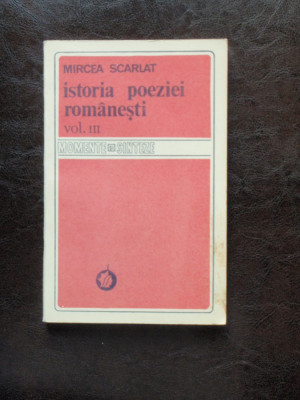 MIRCEA SCARLAT
istoria poeziei
românești
vol. III
MOMENTE SINTEZE